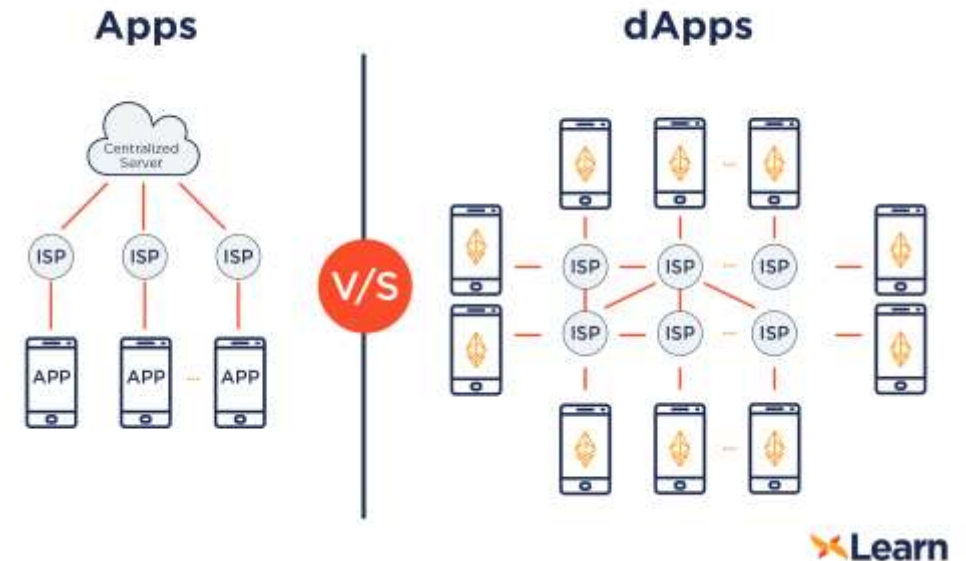 Apps
dApps
Centralized
Server
ISP
ISP
ISP
APP
APP
...
APP
V/S
...
ISP
ISP
...
ISP
ISP
ISP
...
ISP
...
Learn